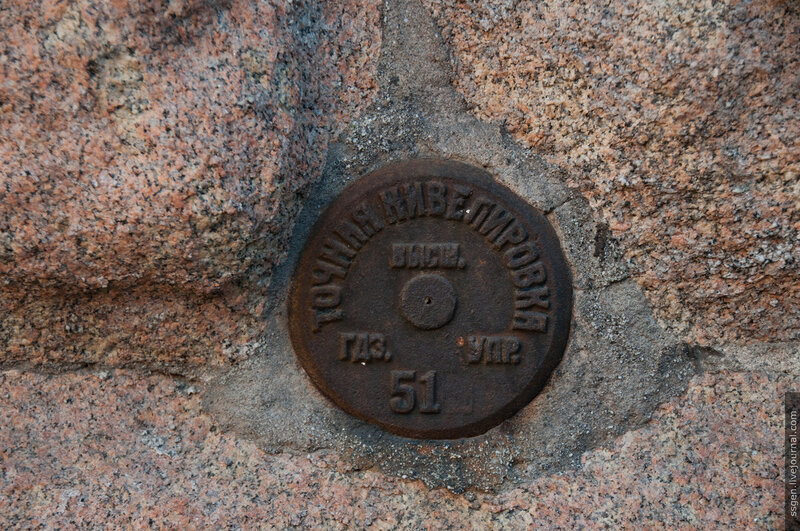 ТОЧНАЯ НИВЕЛИРОВКА
ВЫСШ.
ГДЗ. УПР
51
ssgen.livejournal.com